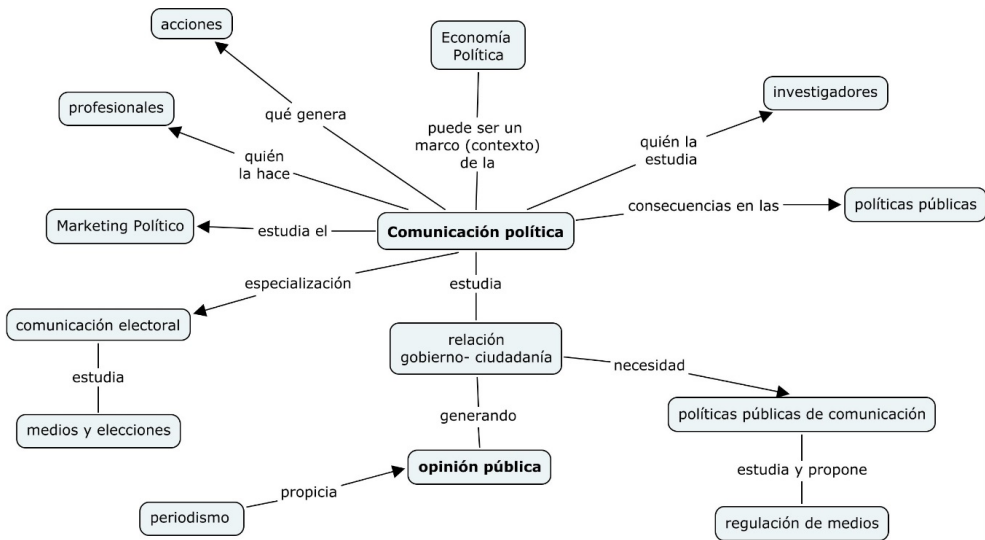 acciones
Economía
Política
profesionales
investigadores
qué genera
puede ser un
marco (contexto)
de la
quién
la hace
quién la
estudia
Marketing Político
estudia el
Comunicación política
consecuencias en las
políticas públicas
especialización
estudia
comunicación electoral
relación
gobierno- ciudadanía
necesidad
estudia
generando
políticas públicas de comunicación
medios y elecciones
opinión pública
estudia y propone
propicia
periodismo
regulación de medios